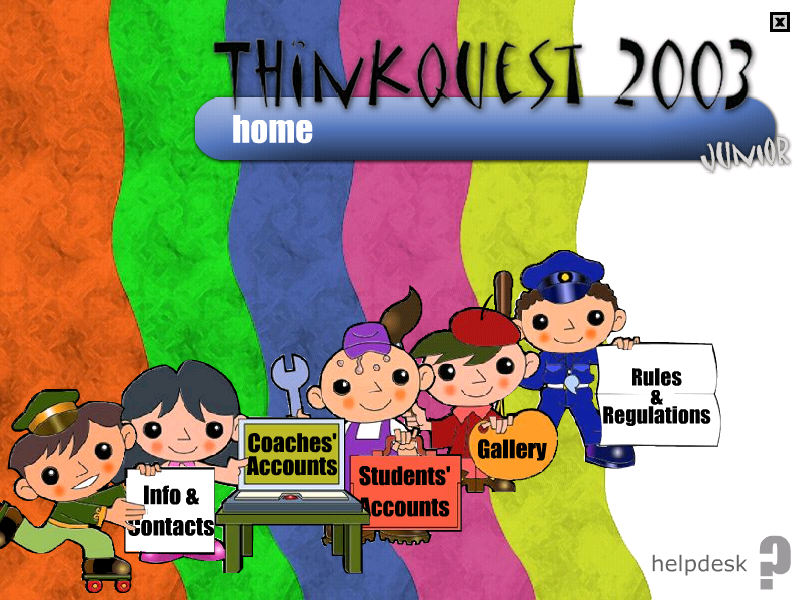 THiNKQUEST 2003
home
JUNIOR
Rules
&
Regulations
Coaches'
Accounts
Gallery
Students'
Accounts
Info &
Contacts
helpdesk ?